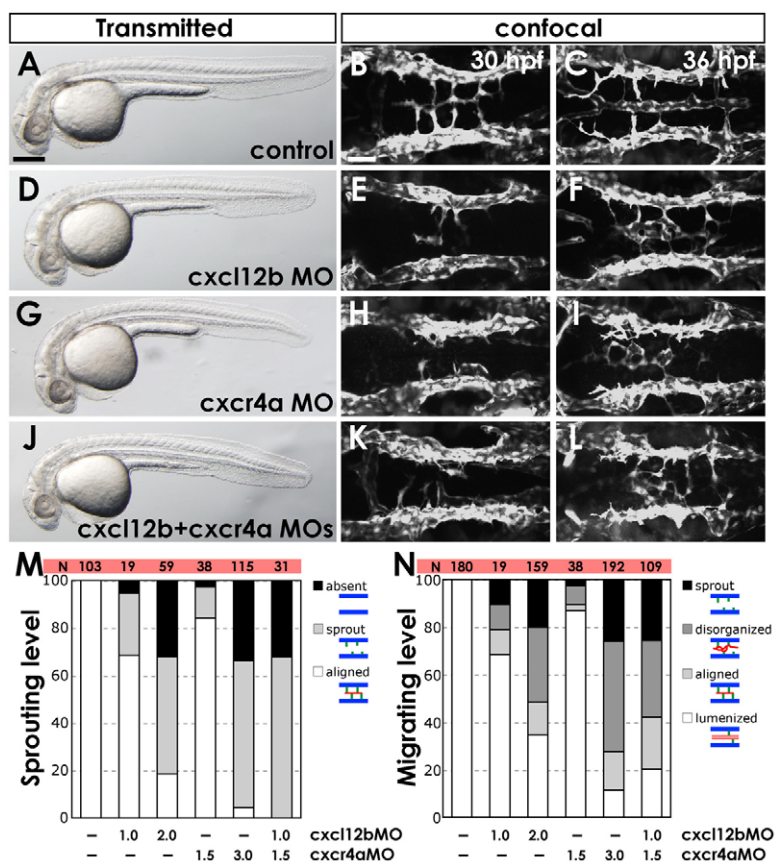 Transmitted confocal
A B 30 hpf C 36 hpf
control
D E F
cxcl12b MO
G H I
cxcr4a MO
J K L
cxcl12b+cxcr4a MOs
M N 103 19 59 38 115 31
Sprouting level
100
80
60
40
20
0
absent
sprout
aligned
– 1.0 2.0 1.0 cxcl12bMO
– – – 1.5 3.0 1.5 cxcr4aMO
N N 180 19 159 38 192 109
Migrating level
100
80
60
40
20
0
sprout
disorganized
aligned
lumenized
– 1.0 2.0 1.0 cxcl12bMO
– – – 1.5 3.0 1.5 cxcr4aMO